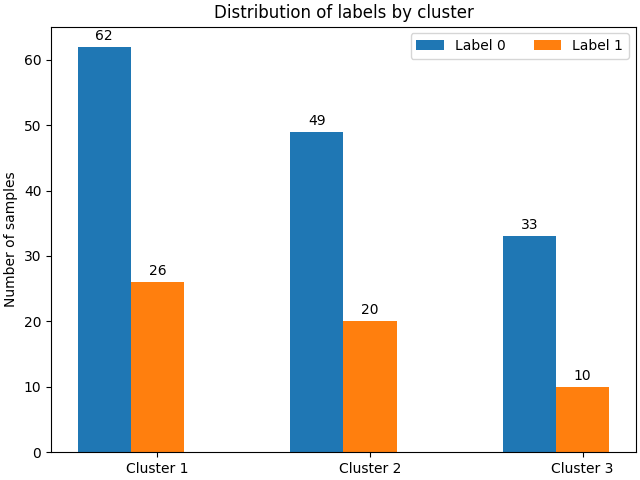 Distribution of labels by cluster
Label 0
Label 1
Number of samples
60
50
40
30
20
10
0
62
26
49
20
33
10
Cluster 1
Cluster 2
Cluster 3